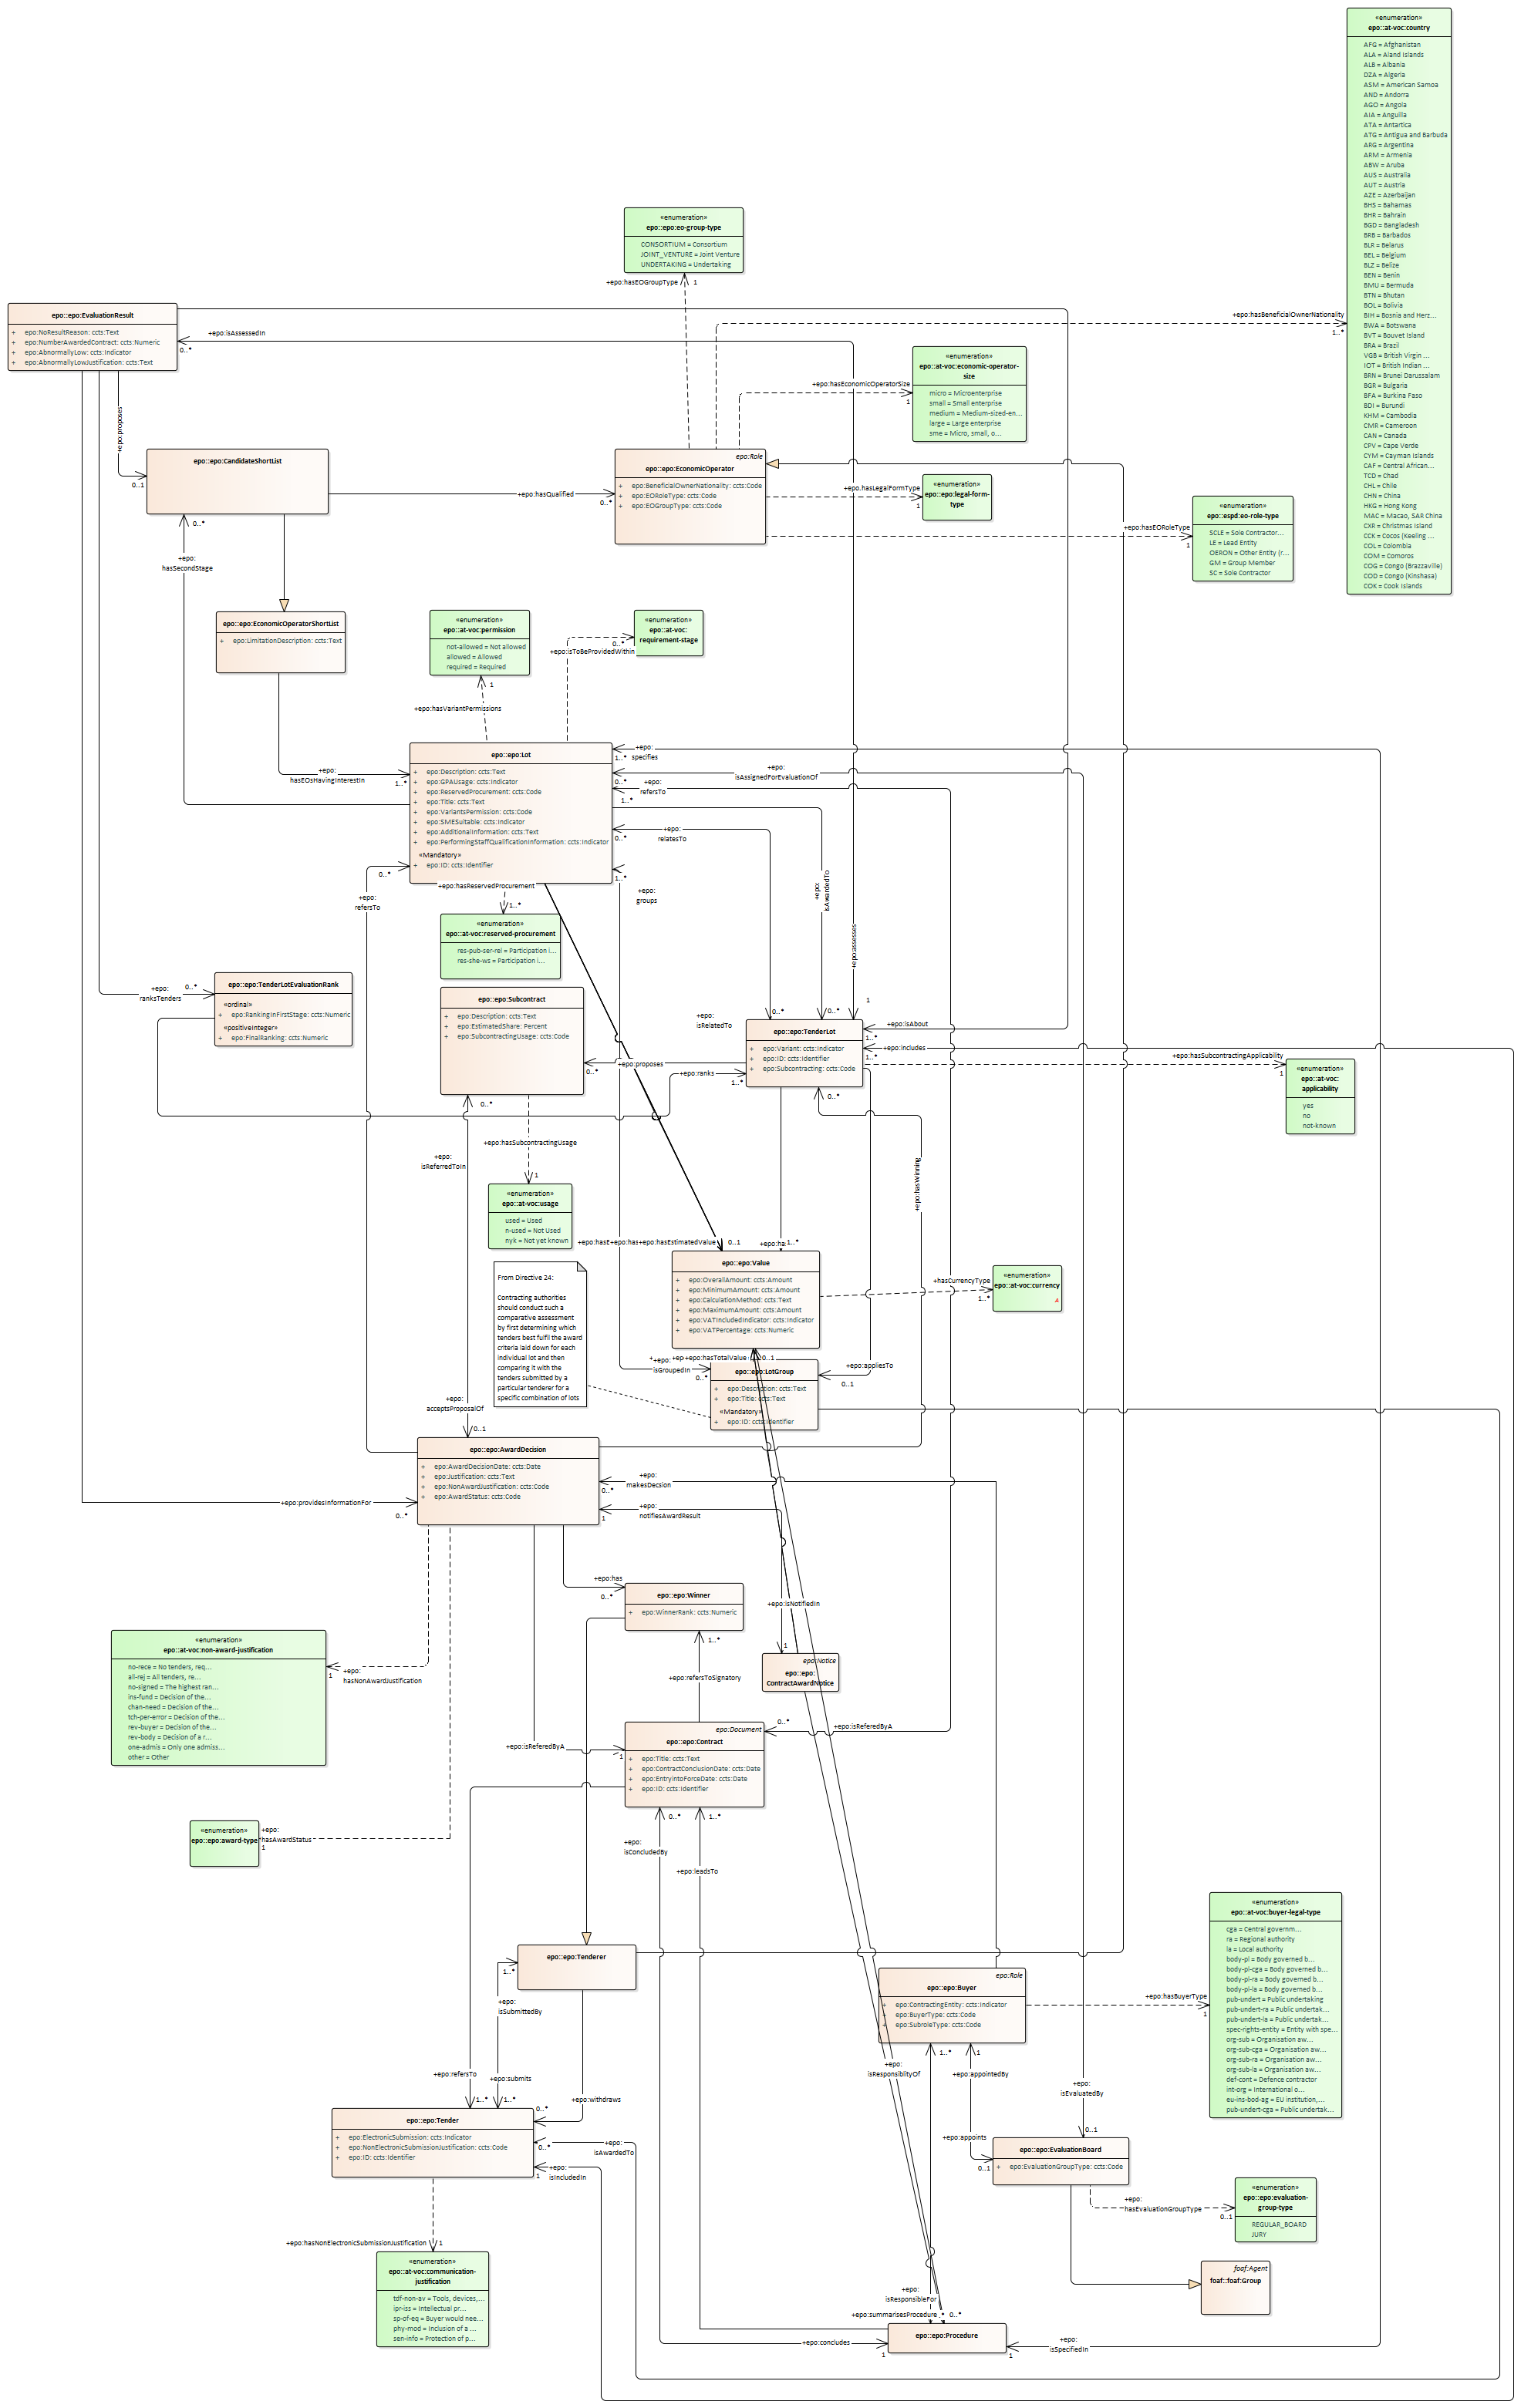 «enumeration»
epo::at-voc:country
AFG = Afghanistan
ALA = Aland Islands
ALB = Albania
DZA = Algeria
ASM = American Samoa
AND = Andorra
AGO = Angola
AIA = Anguilla
ATA = Antartica
ATG = Antigua and Barbuda
ARG = Argentina
ARM = Armenia
ABW = Aruba
AUS = Australia
AUT = Austria
AZE = Azerbaijan
BHS = Bahamas
BHR = Bahrain
BGD = Bangladesh
BRB = Barbados
BLR = Belarus
BEL = Belgium
BLZ = Belize
BEN = Benin
BMU = Bermuda
BTN = Bhutan
BOL = Bolivia
BIH = Bosnia and Herz...
BWA = Botswana
BVT = Bouvet Island
BRA = Brazil
VGB = British Virgin ...
IOT = British Indian ...
BRN = Brunei Darussalam
BGR = Bulgaria
BFA = Burkina Faso
BDI = Burundi
KHM = Cambodia
CMR = Cameroon
CAN = Canada
CPV = Cape Verde
CYM = Cayman Islands
CAF = Central African...
TCD = Chad
CHL = Chile
CHN = China
HKG = Hong Kong
MAC = Macao, SAR China
CXR = Christmas Island
CCK = Cocos (Keeling ...
COL = Colombia
COM = Comoros
COG = Congo (Brazzaville)
COD = Congo (Kinshasa)
COK = Cook Islands
«enumeration»
epo::epo:eo-group-type
CONSORTIUM = Consortium
JOINT_VENTURE = Joint Venture
UNDERTAKING = Undertaking
+epo:hasEOGroupType
1
+epo:hasBeneficialOwnerNationality
1..*
epo::epo:EvaluationResult
+ epo:NoResultReason: ccts:Text
+ epo:NumberAwardedContract: ccts:Numeric
+ epo:AbnormallyLow: ccts:Indicator
+ epo:AbnormallyLowJustification: ccts:Text
+epo:isAssessedIn
0..*
+epo:proposes
0..1
«enumeration»
epo::at-voc:economic-operator-
size
micro = Microenterprise
small = Small enterprise
medium = Medium-sized-en...
large = Large enterprise
sme = Micro, small, o...
+epo:hasEconomicOperatorSize
1
epo::epo:CandidateShortList
+epo:hasQualified
0..*
epo:Role
epo::epo:EconomicOperator
+ epo:BeneficialOwnerNationality: ccts:Code
+ epo:EORoleType: ccts:Code
+ epo:EOGroupType: ccts:Code
+epo:hasLegalFormType
1
«enumeration»
epo::epo:legal-form-
type
+epo:hasEORoleType
1
«enumeration»
epo::espd:eo-role-type
SCLE = Sole Contractor...
LE = Lead Entity
OERON = Other Entity (r...
GM = Group Member
SC = Sole Contractor
0..*
+epo:
hasSecondStage
epo::epo:EconomicOperatorShortList
+ epo:LimitationDescription: ccts:Text
«enumeration»
epo::at-voc:permission
not-allowed = Not allowed
allowed = Allowed
required = Required
1
+epo:hasVariantPermissions
«enumeration»
epo::at-voc:
requirement-stage
0..*
+epo:isToBeProvidedWithin
epo::epo:Lot
+ epo:Description: ccts:Text
+ epo:GPAUsage: ccts:Indicator
+ epo:ReservedProcurement: ccts:Code
+ epo:Title: ccts:Text
+ epo:VariantsPermission: ccts:Code
+ epo:SMESuitable: ccts:Indicator
+ epo:AdditionalInformation: ccts:Text
+ epo:PerformingStaffQualificationInformation: ccts:Indicator
«Mandatory»
+ epo:ID: ccts:Identifier
+epo:
hasEOsHavingInterestIn
1..*
+epo:
specifies
1..*
+epo:
isAssignedForEvaluationOf
0..*
+epo:
refersTo
1..*
+epo:
relatesTo
0..*
+epo:
isAwardedTo
+epo:assesses
1..*
+epo:
groups
0..*
+epo:
refersTo
+epo:hasReservedProcurement
1..*
«enumeration»
epo::at-voc:reserved-procurement
res-pub-ser-rel = Participation i...
res-she-ws = Participation i...
epo::epo:TenderLotEvaluationRank
«ordinal»
+ epo:RankingInFirstStage: ccts:Numeric
«positiveInteger»
+ epo:FinalRanking: ccts:Numeric
+epo:
ranksTenders
0..*
epo::epo:Subcontract
+ epo:Description: ccts:Text
+ epo:EstimatedShare: Percent
+ epo:SubcontractingUsage: ccts:Code
+epo:
isRelatedTo
0..*
0..*
1
epo::epo:TenderLot
+ epo:Variant: ccts:Indicator
+ epo:ID: ccts:Identifier
+ epo:Subcontracting: ccts:Code
+epo:isAbout
1..*
+epo:includes
1..*
+epo:hasSubcontractingApplicability
1
«enumeration»
epo::at-voc:
applicability
yes
no
not-known
+epo:proposes
0..*
+epo:ranks
1..*
0..*
0..*
+epo:
isReferredToIn
+epo:hasSubcontractingUsage
1
«enumeration»
epo::at-voc:usage
used = Used
n-used = Not Used
nyk = Not yet known
+epo:hasWinning
+epo:hasE+epo:has+epo:hasEstimatedValue
0..1
+epo:ha
1..*
epo::epo:Value
+ epo:OverallAmount: ccts:Amount
+ epo:MinimumAmount: ccts:Amount
+ epo:CalculationMethod: ccts:Text
+ epo:MaximumAmount: ccts:Amount
+ epo:VATIncludedIndicator: ccts:Indicator
+ epo:VATPercentage: ccts:Numeric
+epo:hasCurrencyType
1..*
«enumeration»
epo::at-voc:currency
From Directive 24:
Contracting authorities
should conduct such a
comparative assessment
by first determining which
tenders best fulfil the award
criteria laid down for each
individual lot and then
comparing it with the
tenders submitted by a
particular tenderer for a
specific combination of lots
+epo:hasTotalValue
0..1
+epo:
isGroupedIn
0..*
+epo:appliesTo
0..1
epo::epo:LotGroup
+ epo:Description: ccts:Text
+ epo:Title: ccts:Text
«Mandatory»
+ epo:ID: ccts:Identifier
+epo:
acceptsProposalOf
0..1
epo::epo:AwardDecision
+ epo:AwardDecisionDate: ccts:Date
+ epo:Justification: ccts:Text
+ epo:NonAwardJustification: ccts:Code
+ epo:AwardStatus: ccts:Code
+epo:providesInformationFor
0..*
+epo:
makesDecsion
0..*
+epo:
notifiesAwardResult
1
+epo:has
0..*
epo::epo:Winner
+ epo:WinnerRank: ccts:Numeric
+epo:isNotifiedIn
1
epo:Notice
epo::epo:
ContractAwardNotice
«enumeration»
epo::at-voc:non-award-justification
no-rece = No tenders, req...
all-rej = All tenders, re...
no-signed = The highest ran...
ins-fund = Decision of the...
chan-need = Decision of the...
tch-per-error = Decision of the...
rev-buyer = Decision of the...
rev-body = Decision of a r...
one-admis = Only one admiss...
other = Other
+epo:
hasNonAwardJustification
1
1..*
+epo:refersToSignatory
0..*
+epo:isReferedByA
+epo:isReferedByA
1
epo:Document
epo::epo:Contract
+ epo:Title: ccts:Text
+ epo:ContractConclusionDate: ccts:Date
+ epo:EntryintoForceDate: ccts:Date
+ epo:ID: ccts:Identifier
«enumeration»
epo::epo:award-type
+epo:
hasAwardStatus
1
0..*
1..*
+epo:
isConcludedBy
+epo:leadsTo
«enumeration»
epo::at-voc:buyer-legal-type
cga = Central governm...
ra = Regional authority
la = Local authority
body-pl = Body governed b...
body-pl-cga = Body governed b...
body-pl-ra = Body governed b...
body-pl-la = Body governed b...
pub-undert = Public undertaking
pub-undert-ra = Public undertak...
pub-undert-la = Public undertak...
spec-rights-entity = Entity with spe...
org-sub = Organisation aw...
org-sub-cga = Organisation aw...
org-sub-ra = Organisation aw...
org-sub-la = Organisation aw...
def-cont = Defence contractor
int-org = International o...
eu-ins-bod-ag = EU institution,...
pub-undert-cga = Public undertak...
epo::epo:Tenderer
1..*
+epo:
isSubmittedBy
epo:Role
epo::epo:Buyer
+ epo:ContractingEntity: ccts:Indicator
+ epo:BuyerType: ccts:Code
+ epo:SubroleType: ccts:Code
+epo:hasBuyerType
1
+epo:
isResponsiblityOf
1..*
1
+epo:appointedBy
+epo:
isEvaluatedBy
0..1
+epo:refersTo
1..*
+epo:submits
1..*
+epo:withdraws
0..*
epo::epo:Tender
+ epo:ElectronicSubmission: ccts:Indicator
+ epo:NonElectronicSubmissionJustification: ccts:Code
+ epo:ID: ccts:Identifier
0..*
+epo:
isAwardedTo
1
+epo:
isIncludedIn
+epo:appoints
0..1
epo::epo:EvaluationBoard
+ epo:EvaluationGroupType: ccts:Code
+epo:
hasEvaluationGroupType
0..1
«enumeration»
epo::epo:evaluation-
group-type
REGULAR_BOARD
JURY
+epo:hasNonElectronicSubmissionJustification
1
«enumeration»
epo::at-voc:communication-
justification
tdf-non-av = Tools, devices,...
ipr-iss = Intellectual pr...
sp-of-eq = Buyer would nee...
phy-mod = Inclusion of a ...
sen-info = Protection of p...
foaf:Agent
foaf::foaf:Group
+epo:
isResponsibleFor
+epo:summarisesProcedure
0..*
epo::epo:Procedure
+epo:concludes
1
+epo:
isSpecifiedIn
1